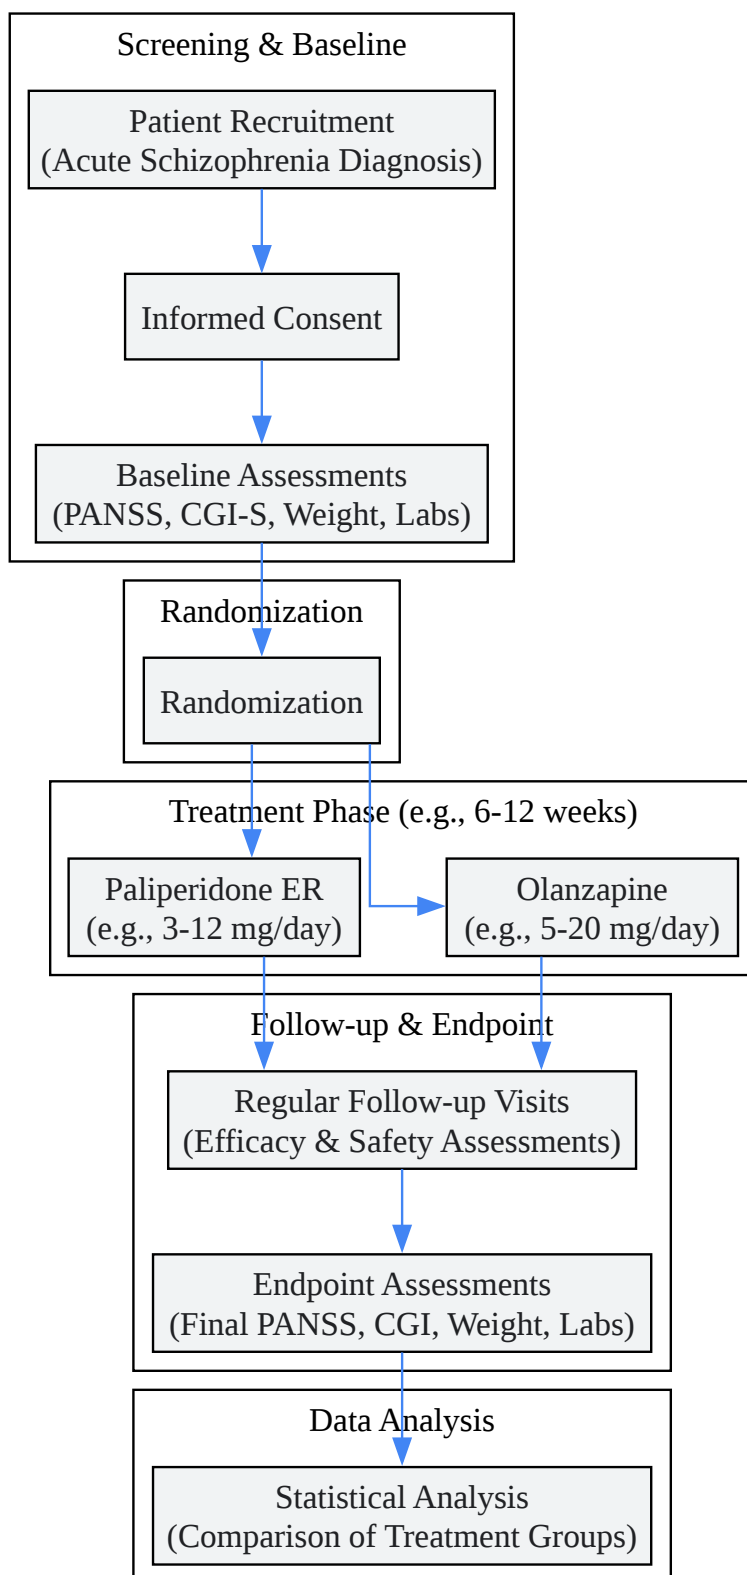 Screening & Baseline
Patient Recruitment
(Acute Schizophrenia Diagnosis)
Informed Consent
Baseline Assessments
(PANSS, CGI-S, Weight, Labs)
Randomization
Randomization
Treatment Phase (e.g., 6-12 weeks)
Paliperidone ER
(e.g., 3-12 mg/day)
Olanzapine
(e.g., 5-20 mg/day)
Follow-up & Endpoint
Regular Follow-up Visits
(Efficacy & Safety Assessments)
Endpoint Assessments
(Final PANSS, CGI, Weight, Labs)
Data Analysis
Statistical Analysis
(Comparison of Treatment Groups)